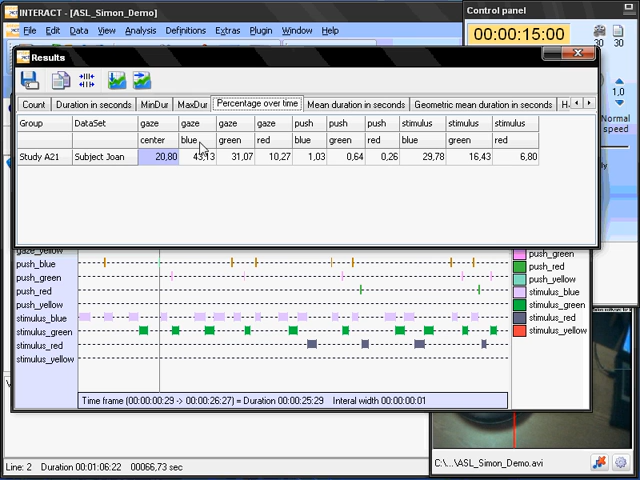 INTERACT - [ASL_Simon_Demo]
File Edit Data View Analysis Definitions Extras Plugin Window Help
Control panel
00:00:15:00
30 30
1,0
Normal
speed
Results
Count Duration in seconds MinDur MaxDur Percentage over time Mean duration in seconds Geometric mean duration in seconds
Group DataSet gaze gaze gaze gaze push push push stimulus stimulus stimulus
center blue green red blue green red blue green red
Study A21 Subject Joan 20,80 43,13 31,07 10,27 1,03 0,64 0,26 29,78 16,43 6,80
gaze_yellow
push_blue
push_green
push_red
push_yellow
stimulus_blue
stimulus_green
stimulus_red
stimulus_yellow
push_green
push_red
push_yellow
stimulus_blue
stimulus_green
stimulus_red
stimulus_yellow
Time frame (00:00:00:29 -> 00:00:26:27) = Duration 00:00:25:29 Interal width 00:00:00:01
Line: 2 Duration 00:01:06:22 00066,73 sec
C:\...\ASL_Simon_Demo.avi